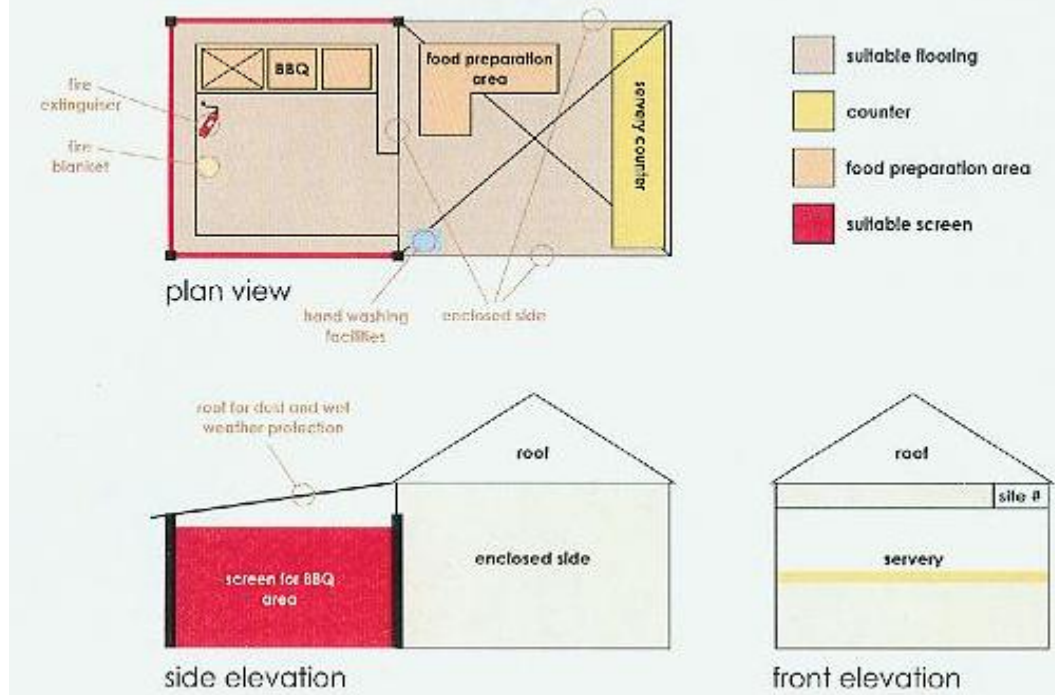 BBQ
food preparation
area
servery counter
fire
extinguiser
fire
blanket
suitable flooring
counter
food preparation area
suitable screen
plan view
hand washing
facilities
enclosed side
roof for dust and wet
weather protection
roof
enclosed side
screen for BBQ
area
side elevation
roof
site #
servery
front elevation